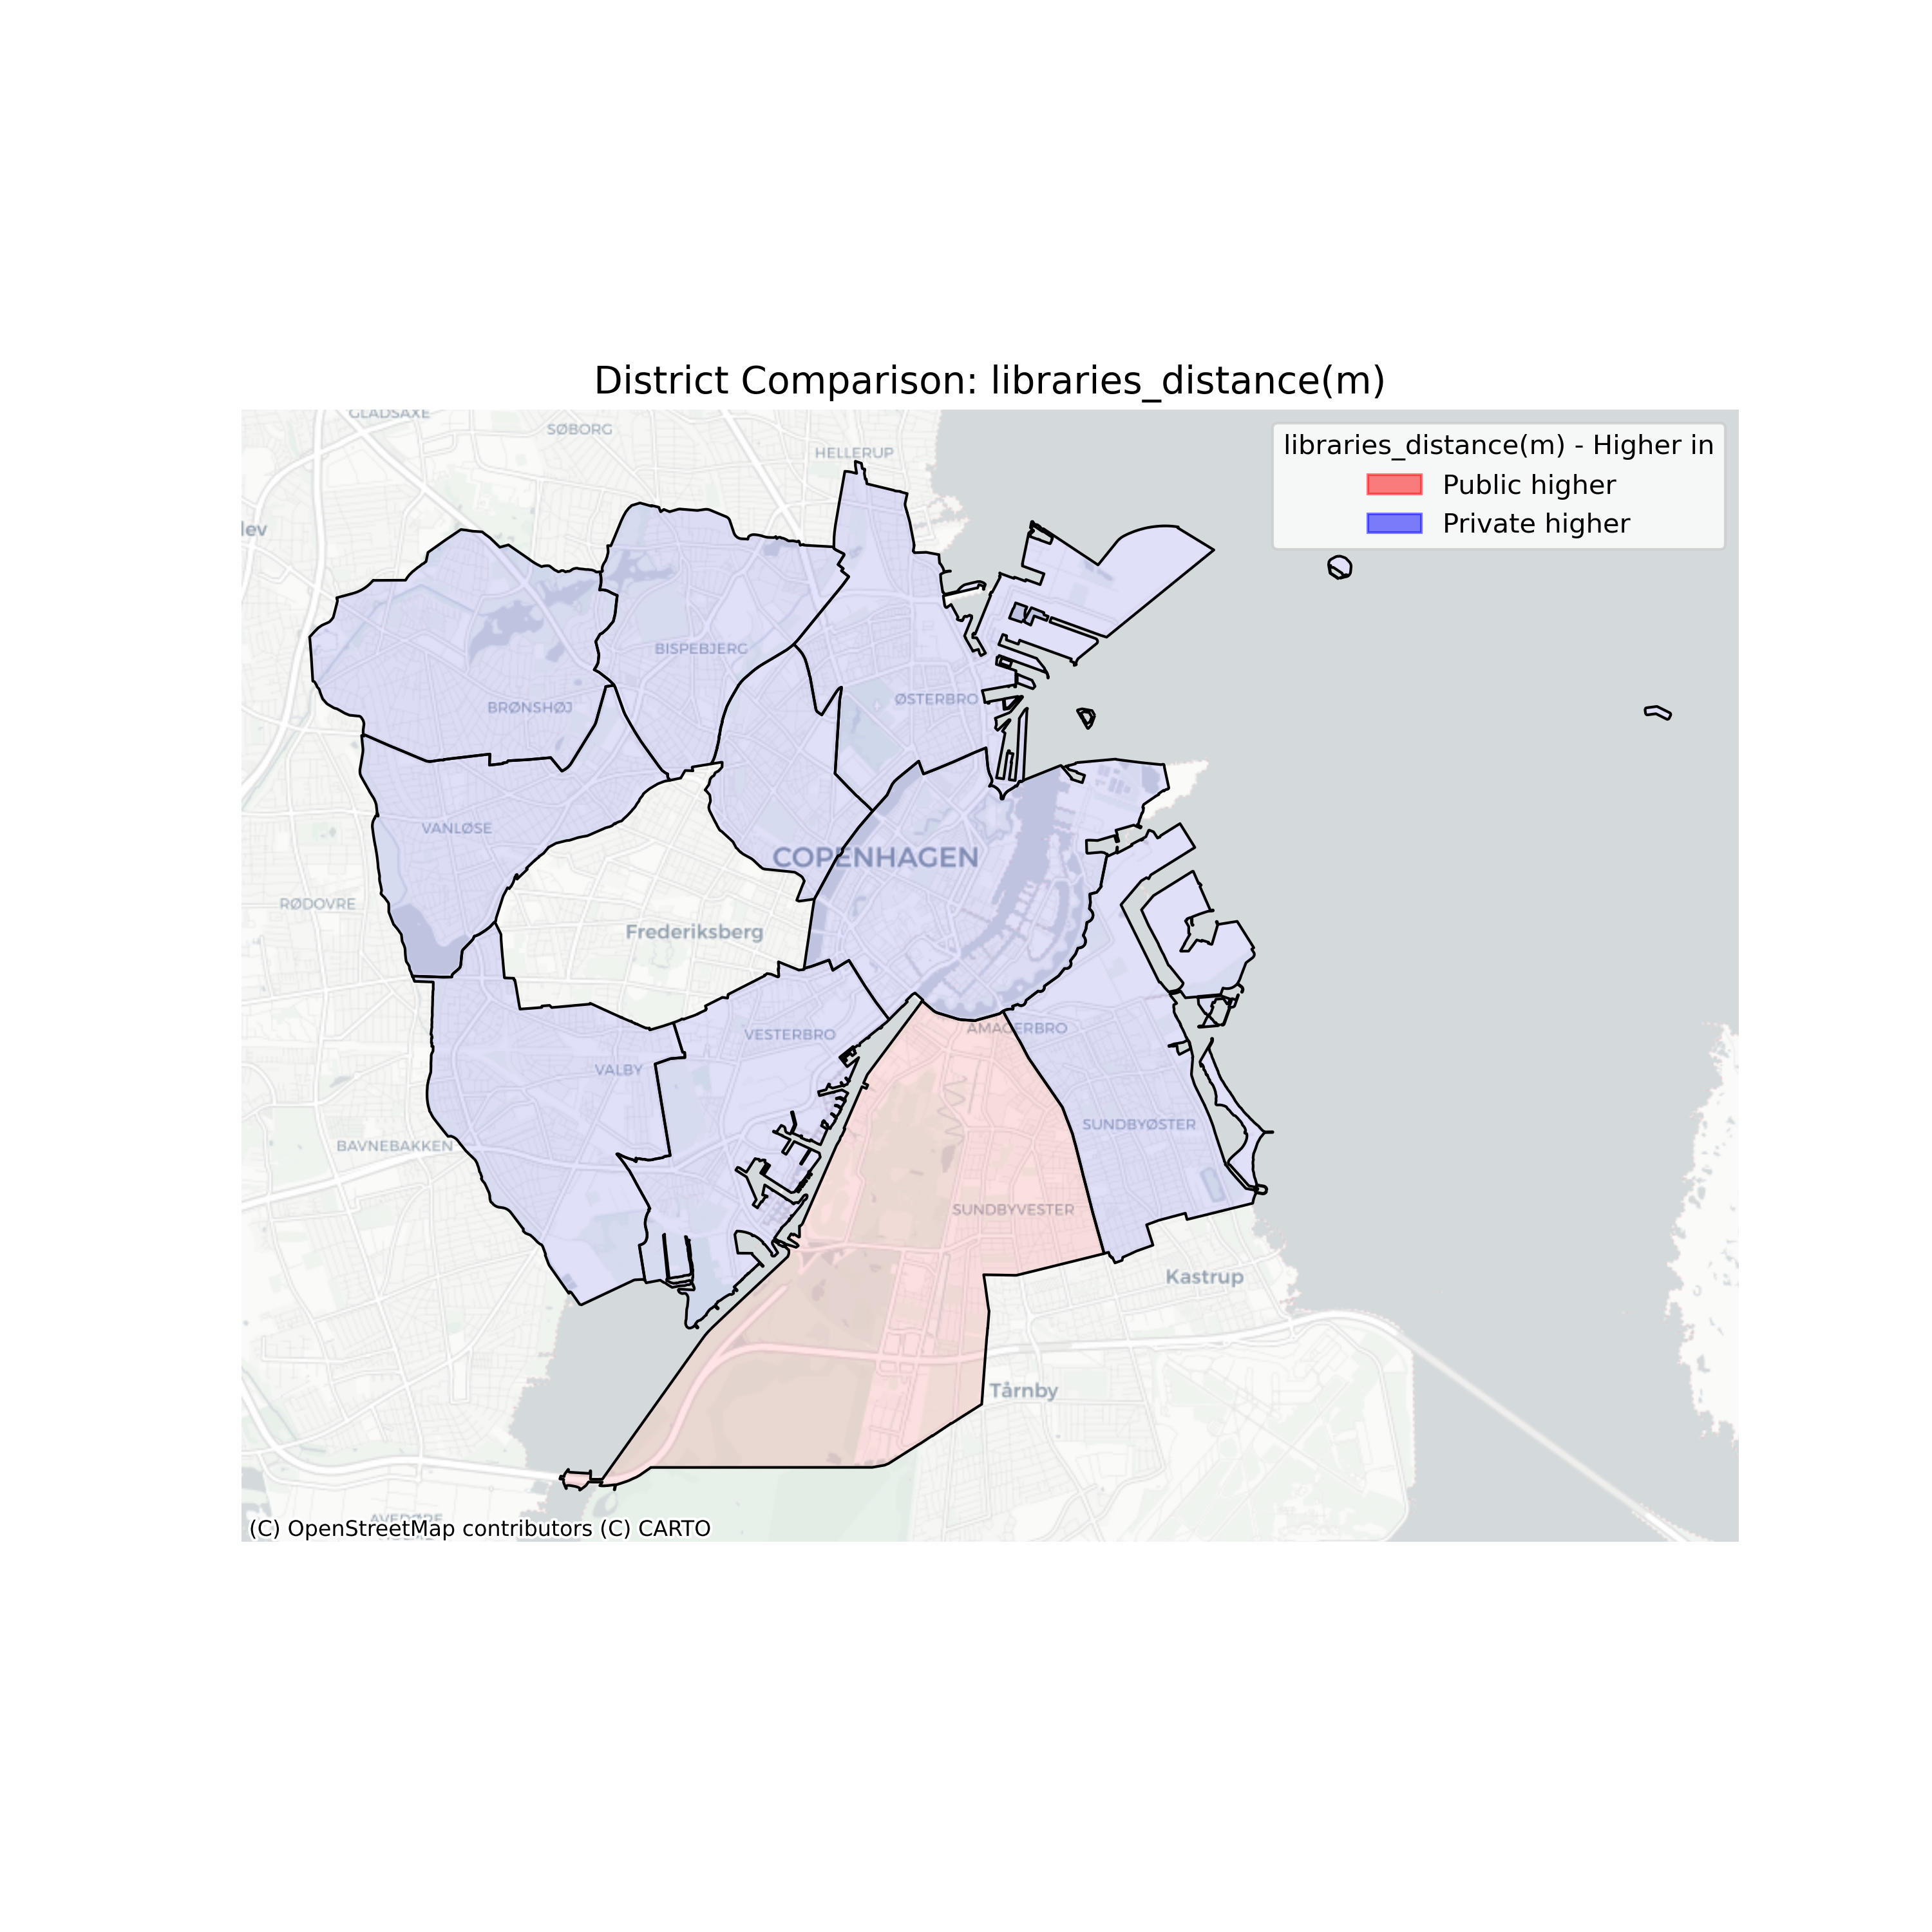 District Comparison: libraries_distance(m)
libraries_distance(m) - Higher in
Public higher
Private higher
GLADSAXE
SØBORG
HELLERUP
lev
BISPEBJERG
ØSTERBRO
BRØNSHØJ
VANLØSE
COPENHAGEN
RØDOVRE
Frederiksberg
AMAGERBRO
VESTERBRO
VALBY
SUNDBYØSTER
BAVNEBAKKEN
SUNDBYVESTER
Kastrup
Tårnby
AVEDØRE
(C) OpenStreetMap contributors (C) CARTO